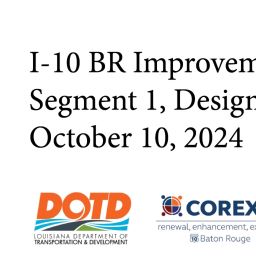 I-10 BR Improvem
Segment 1, Design
October 10, 2024
DOTD
LOUISIANA DEPARTMENT OF
TRANSPORTATION & DEVELOPMENT
COREX
renewal, enhancement, ex
Baton Rouge